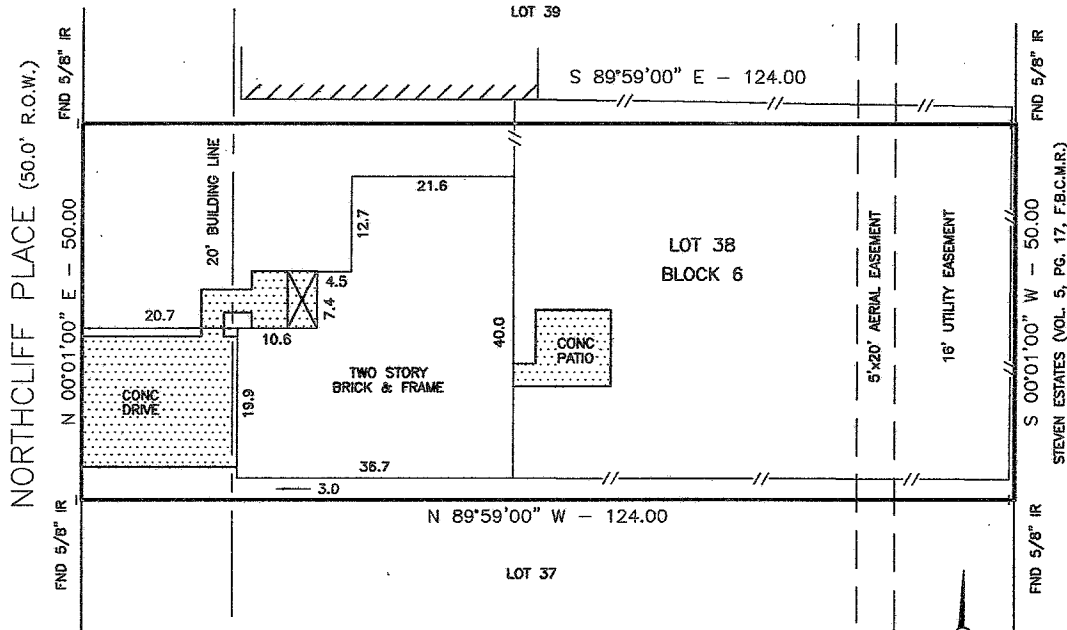 LOT 39
S 89°59'00" E - 124.00
FND 5/8" IR
FND 5/8" IR
NORTHCLIFF PLACE (50.0' R.O.W.)
N 00°01'00" E - 50.00
20' BUILDING LINE
21.6
12.7
4.5
7.4
20.7
10.6
40.0
19.9
36.7
3.0
CONC
DRIVE
TWO STORY
BRICK & FRAME
CONC
PATIO
LOT 38
BLOCK 6
5'x20' AERIAL EASEMENT
16' UTILITY EASEMENT
S 00°01'00" W - 50.00
STEVEN ESTATES (VOL. 5, PG. 17, F.B.C.M.R.)
N 89°59'00" W - 124.00
FND 5/8" IR
FND 5/8" IR
LOT 37